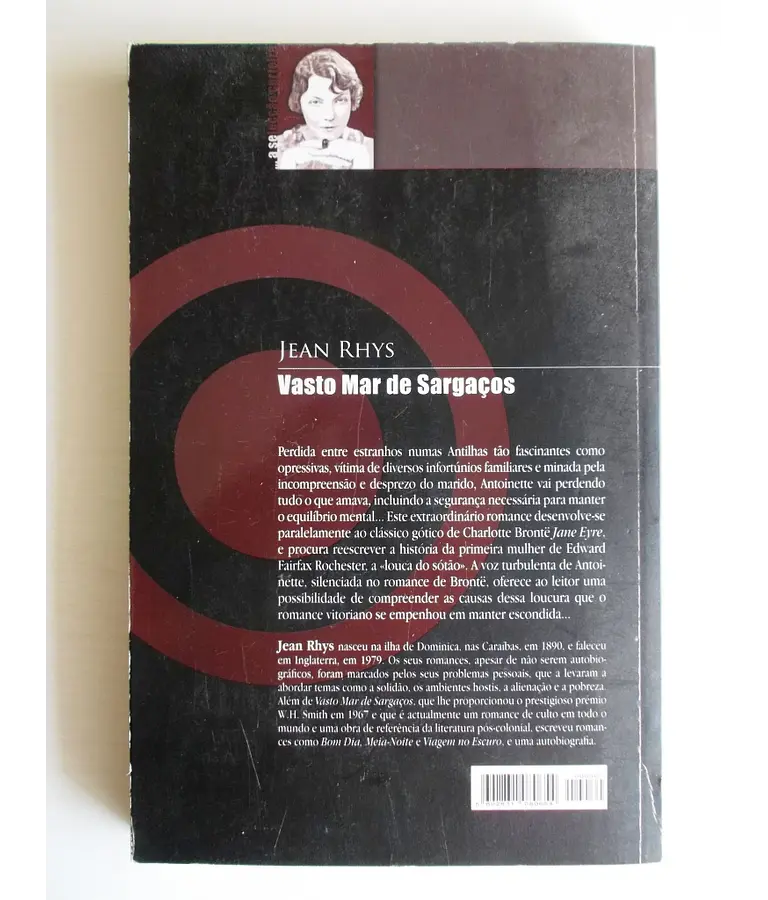 a selecção
JEAN RHYS
Vasto Mar de Sargaços
Perdida entre estranhos numas Antilhas tão fascinantes como
opressivas, vítima de diversos infortúnios familiares e minada pela
incompreensão e desprezo do marido, Antoinette vai perdendo
tudo o que amava, incluindo a segurança necessária para manter
o equilíbrio mental... Este extraordinário romance desenvolve-se
paralelamente ao clássico gótico de Charlotte Brontë Jane Eyre,
e procura reescrever a história da primeira mulher de Edward
Fairfax Rochester, a «louca do sótão». A voz turbulenta de Antoi-
nette, silenciada no romance de Brontë, oferece ao leitor uma
possibilidade de compreender as causas dessa loucura que o
romance vitoriano se empenhou em manter escondida...
Jean Rhys nasceu na ilha de Dominica, nas Caraíbas, em 1890, e faleceu
em Inglaterra, em 1979. Os seus romances, apesar de não serem autobio-
gráficos, foram marcados pelos seus problemas pessoais, que a levaram a
abordar temas como a solidão, os ambientes hostis, a alienação e a pobreza.
Além de Vasto Mar de Sargaços, que lhe proporcionou o prestigioso prémio
W.H. Smith em 1967 e que é actualmente um romance de culto em todo o
mundo e uma obra de referência da literatura pós-colonial, escreveu roman-
ces como Bom Dia, Meia-Noite e Viagem no Escuro, e uma autobiografia.